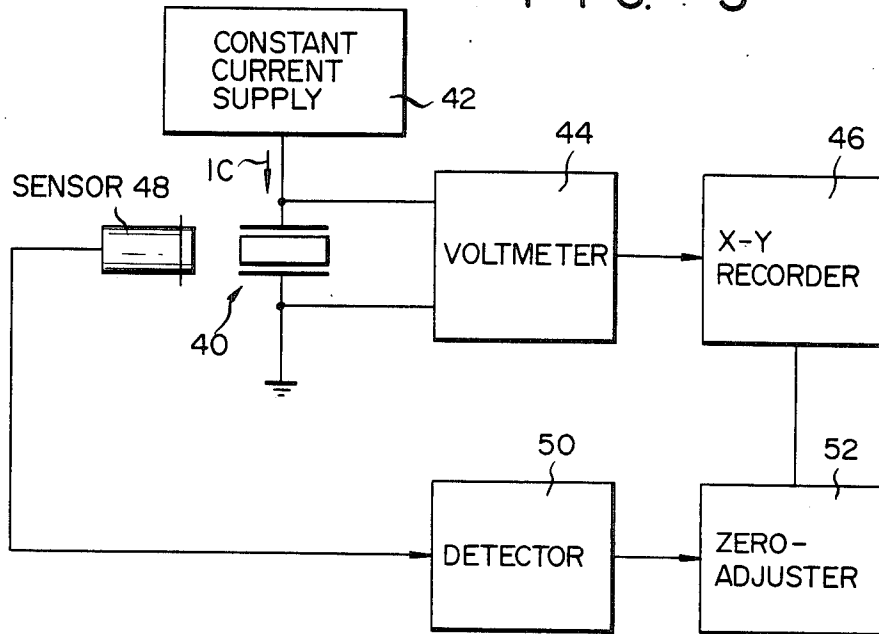 CONSTANT
CURRENT
SUPPLY
42
IC
44
46
SENSOR 48
VOLTMETER
X-Y
RECORDER
40
50
52
DETECTOR
ZERO-
ADJUSTER